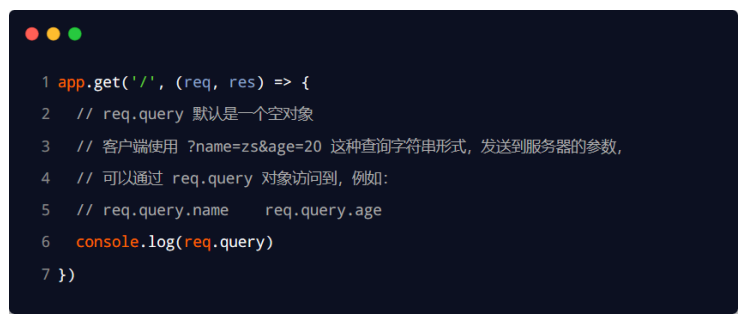 1 app.get('/', (req, res) => {
2 // req.query 默认是一个空对象
3 // 客户端使用 ?name=zs&age=20 这种查询字符串形式，发送到服务器的参数，
4 // 可以通过 req.query 对象访问到，例如：
5 // req.query.name    req.query.age
6 console.log(req.query)
7 })